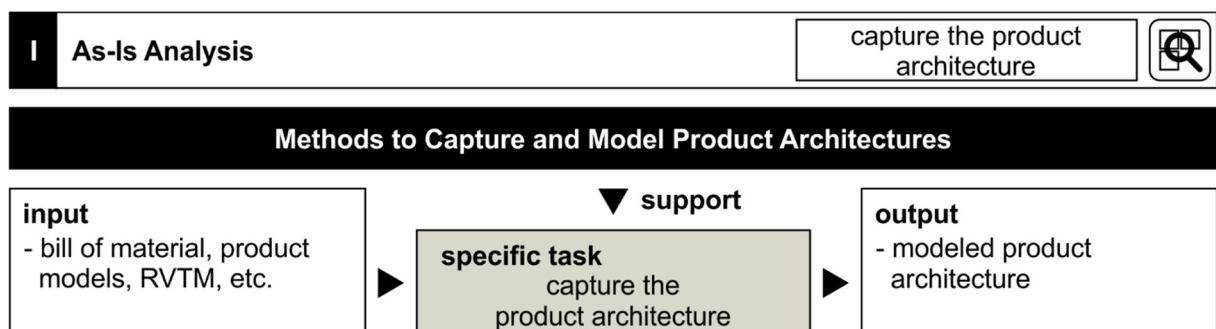 I
As-Is Analysis
capture the product
architecture
Methods to Capture and Model Product Architectures
input
- bill of material, product
models, RVTM, etc.
support
specific task
capture the
product architecture
output
- modeled product
architecture